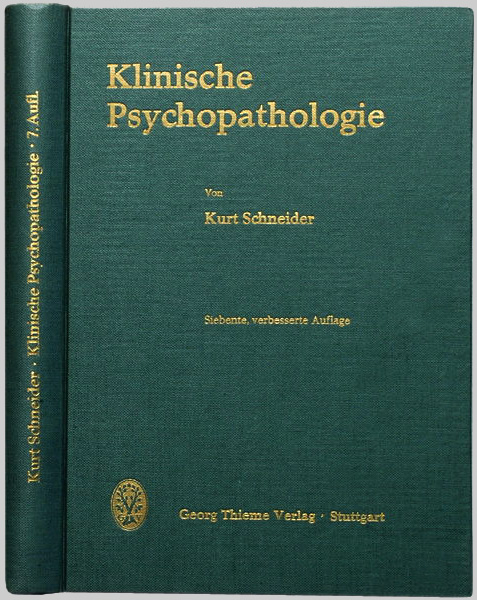 Klinische
Psychopathologie
Von
Kurt Schneider
Siebente, verbesserte Auflage
Georg Thieme Verlag · Stuttgart
Kurt Schneider · Klinische Psychopathologie · 7. Aufl.